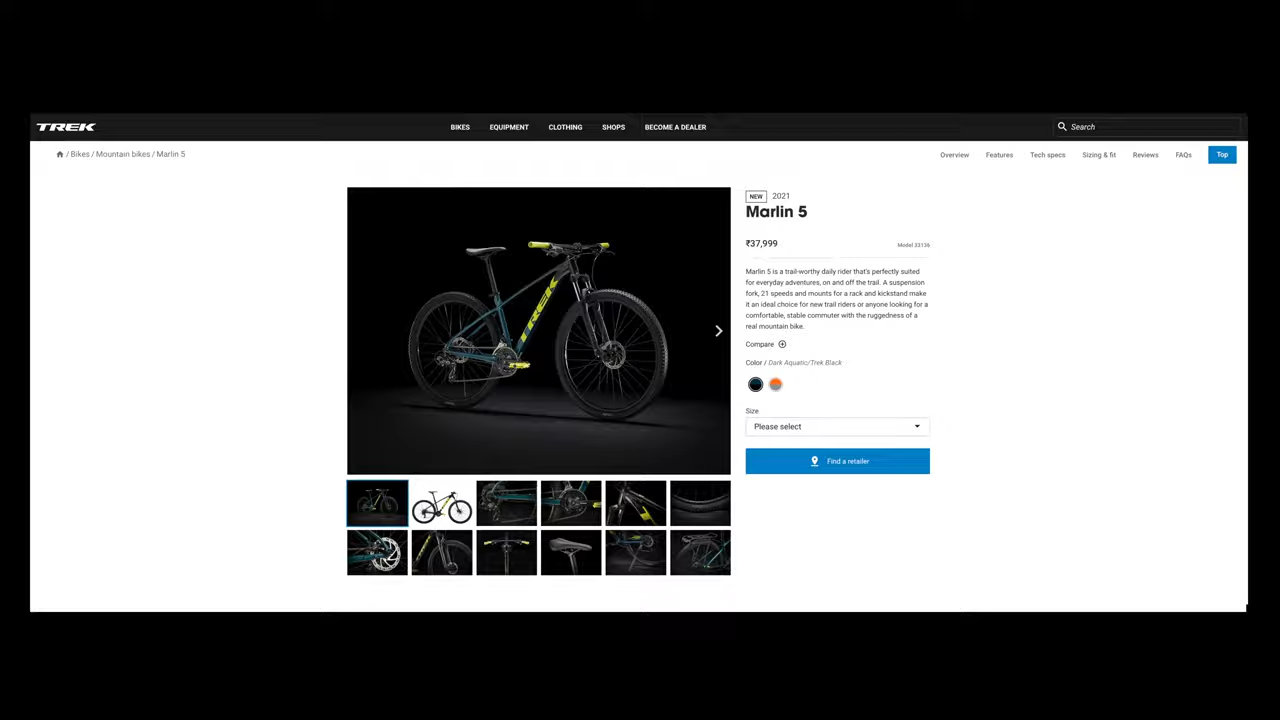 TREK
BIKES EQUIPMENT CLOTHING SHOPS BECOME A DEALER
Search
/ Bikes / Mountain bikes / Marlin 5
Overview Features Tech specs Sizing & fit Reviews FAQs Top
TREK
NEW 2021
Marlin 5
₹37,999
Model 33136
Marlin 5 is a trail-worthy daily rider that's perfectly suited
for everyday adventures, on and off the trail. A suspension
fork, 21 speeds and mounts for a rack and kickstand make
it an ideal choice for new trail riders or anyone looking for a
comfortable, stable commuter with the ruggedness of a
real mountain bike.
Compare
Color / Dark Aquatic/Trek Black
Size
Please select
Find a retailer